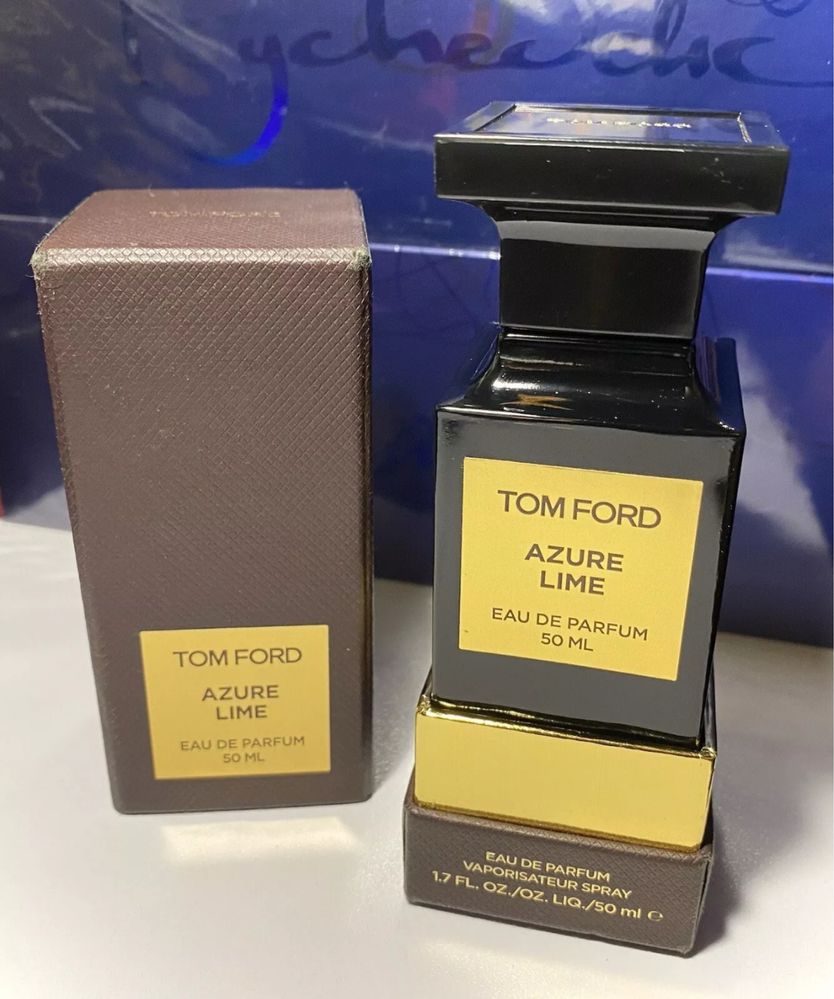 TOM FORD
AZURE
LIME
EAU DE PARFUM
50 ML
TOM FORD
AZURE
LIME
EAU DE PARFUM
50 ML
EAU DE PARFUM
VAPORISATEUR SPRAY
1.7 FL. OZ./OZ. LIQ./50 ml e